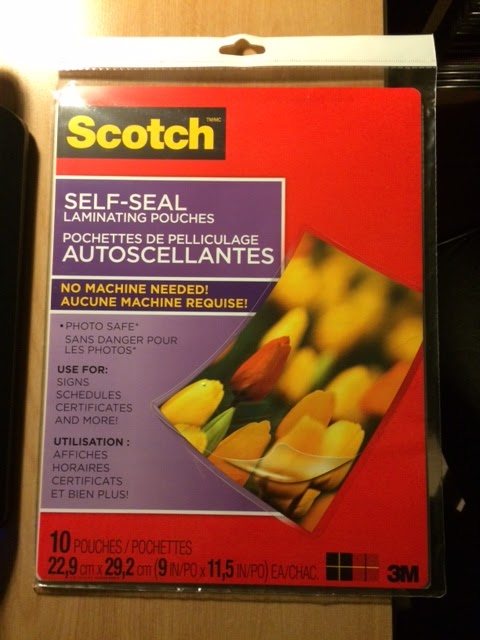 Scotch TM/MC
SELF-SEAL
LAMINATING POUCHES
POCHETTES DE PELLICULAGE
AUTOSCELLANTES
NO MACHINE NEEDED!
AUCUNE MACHINE REQUISE!
• PHOTO SAFE*
SANS DANGER POUR
LES PHOTOS*
USE FOR:
SIGNS
SCHEDULES
CERTIFICATES
AND MORE!
UTILISATION :
AFFICHES
HORAIRES
CERTIFICATS
ET BIEN PLUS!
10 POUCHES / POCHETTES
22,9 cm x 29,2 cm (9 IN/PO x 11,5 IN/PO) EA/CHAC.
3M